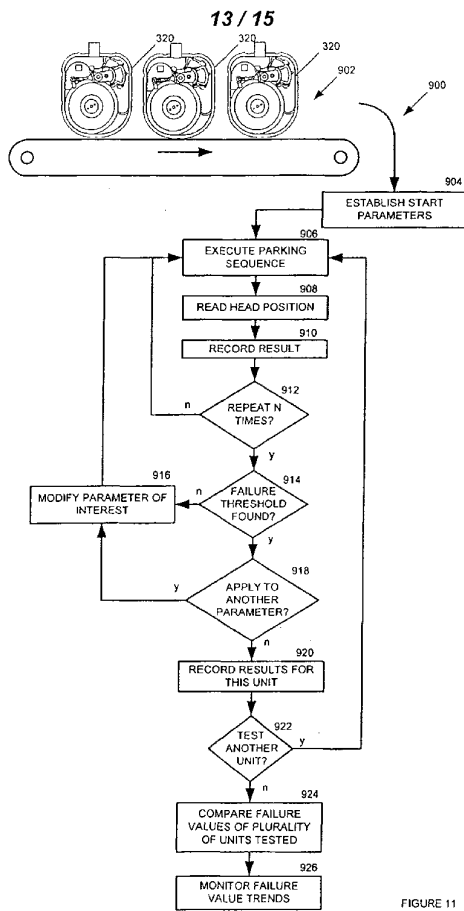 13 / 15
320
320
320
902
900
904
ESTABLISH START
PARAMETERS
906
EXECUTE PARKING
SEQUENCE
908
READ HEAD POSITION
910
RECORD RESULT
912
n
REPEAT N
TIMES?
y
916
914
MODIFY PARAMETER OF
INTEREST
n
FAILURE
THRESHOLD
FOUND?
y
918
y
APPLY TO
ANOTHER
PARAMETER?
n
920
RECORD RESULTS FOR
THIS UNIT
922
TEST
ANOTHER
UNIT?
y
n
924
COMPARE FAILURE
VALUES OF PLURALITY
OF UNITS TESTED
926
MONITOR FAILURE
VALUE TRENDS
FIGURE 11